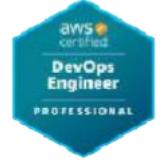 aws
certified
DevOps
Engineer
PROFESSIONAL